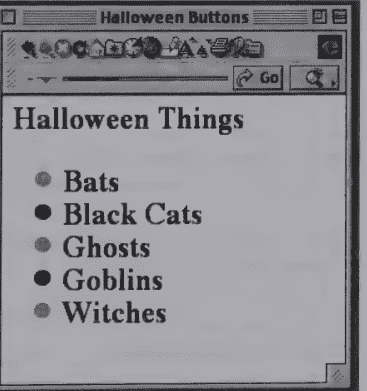 Halloween Buttons
Go
Halloween Things
Bats
Black Cats
Ghosts
Goblins
Witches